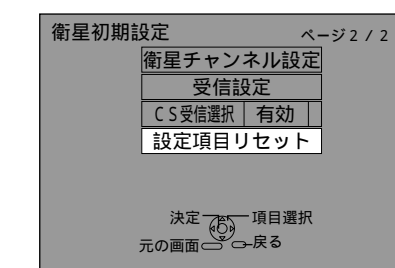 衛星初期設定 ページ2/2
衛星チャンネル設定
受信設定
CS受信選択 有効
設定項目リセット
決定 項目選択
元の画面 戻る